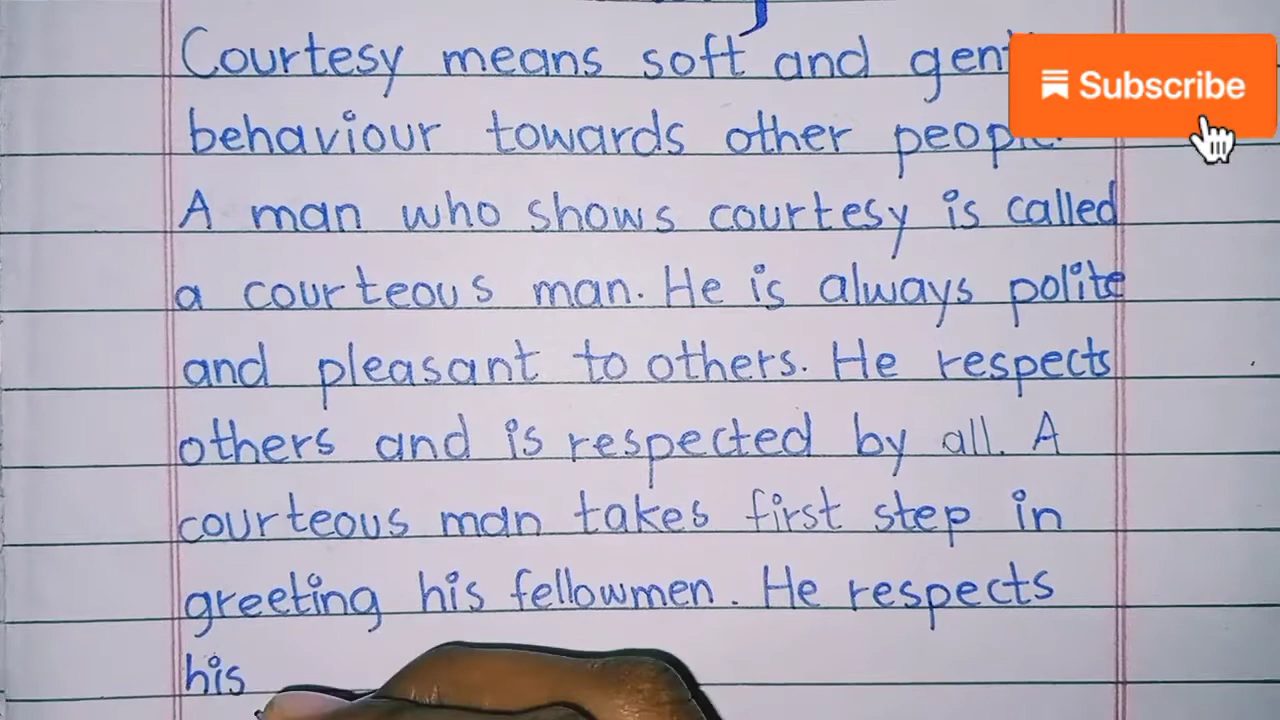 Courtesy means soft and
Subscribe
behaviour towards other
A man who shows courtesy is called
a courteous man. He is always polite
and pleasant to others. He respects
others and is respected by all. A
courteous man takes first step in
greeting his fellowmen. He respects
his